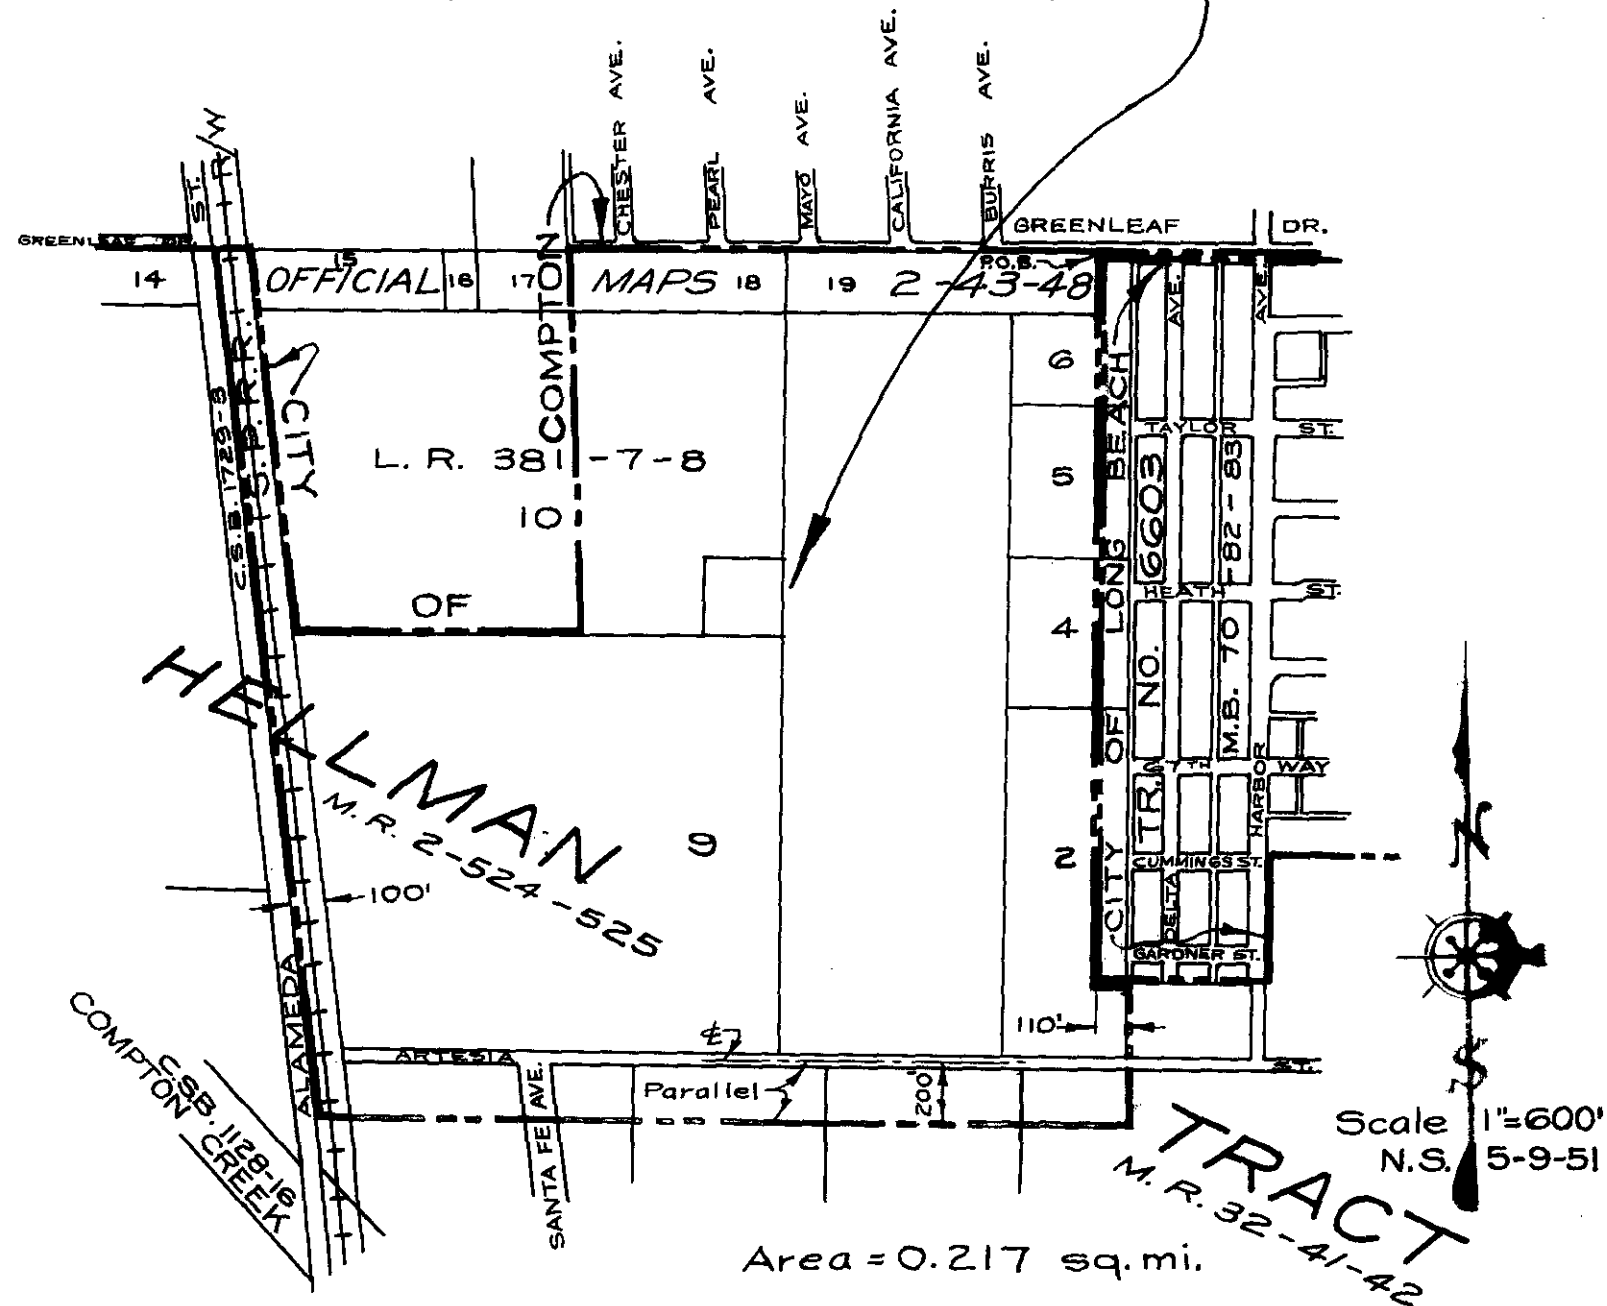 CHESTER AVE.
PEARL AVE.
MAYO AVE.
CALIFORNIA AVE.
BURRIS AVE.
ST.
R/W
GREENLEAF DR.
GREENLEAF DR.
P.O.B.
14
15
OFFICIAL
16
17
MAPS
18
19
2-43-48
COMPTON
CITY
OF
L. R. 381-7-8
10
C.S.B. 1729-8
S.P.R.R.
6
5
4
2
9
CITY OF LONG BEACH
AVE.
AVE.
TAYLOR ST.
HEATH ST.
67TH WAY
CUMMINGS ST.
GARDNER ST.
DELTA
HARBOR
TR. NO. 6603
M.B. 70-82-83
HELLMAN
M. R. 2-524-525
100'
110'
ALAMEDA
ARTESIA ST.
℄
SANTA FE AVE.
Parallel
200'
C.S.B. 1128-16
COMPTON CREEK
TRACT
M. R. 32-41-42
N
S
Scale 1"=600'
N.S. 5-9-51
Area = 0.217 sq. mi.